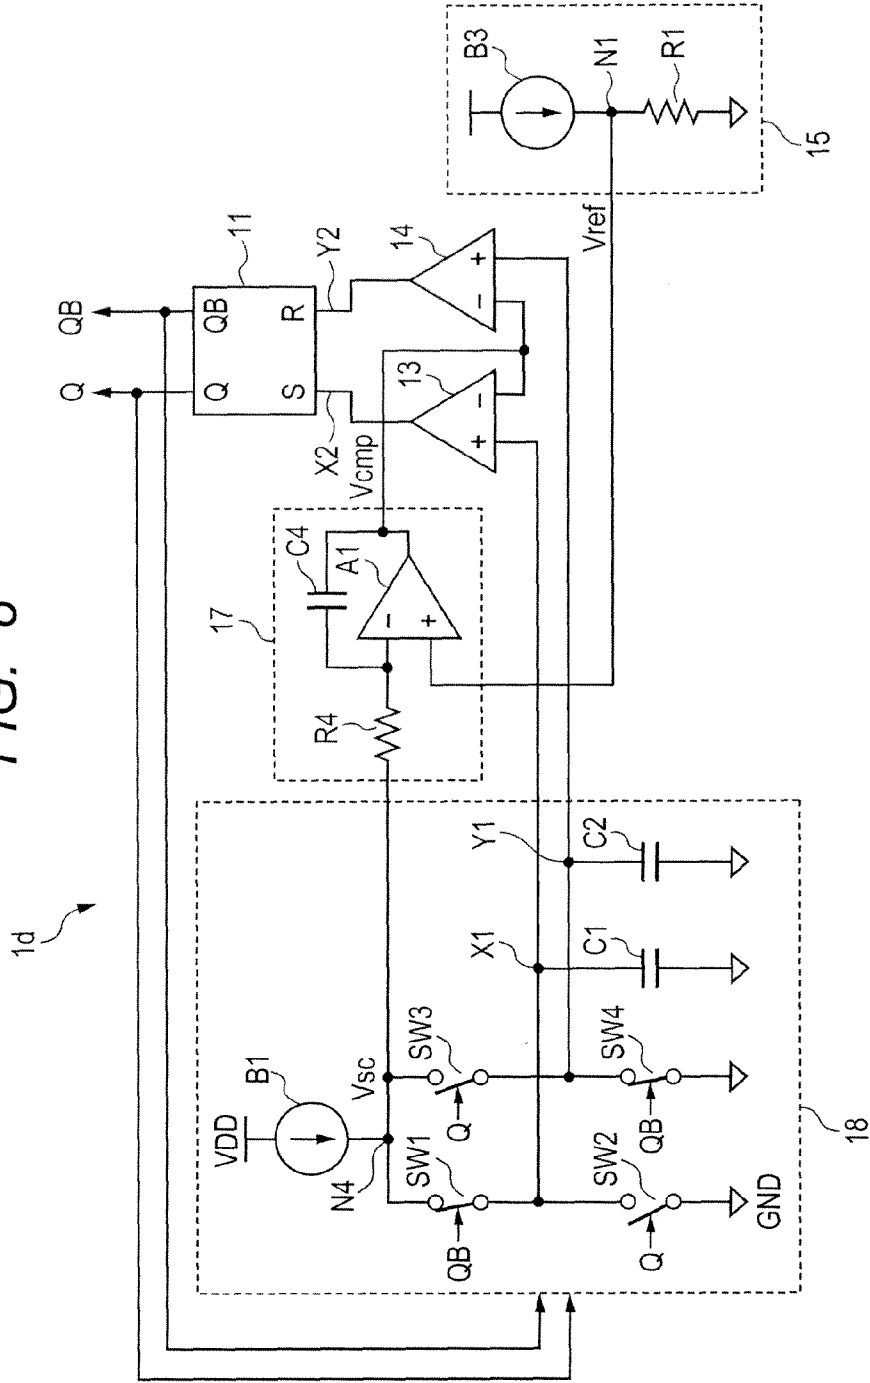 FIG.
1d
Q
QB
11
Q
QB
S
R
X2
Y2
17
C4
A1
R4
Vcmp
13
14
VDD
B1
N4
Vsc
SW1
QB
SW3
Q
X1
Y1
SW2
Q
SW4
QB
C1
C2
GND
18
Vref
B3
N1
R1
15